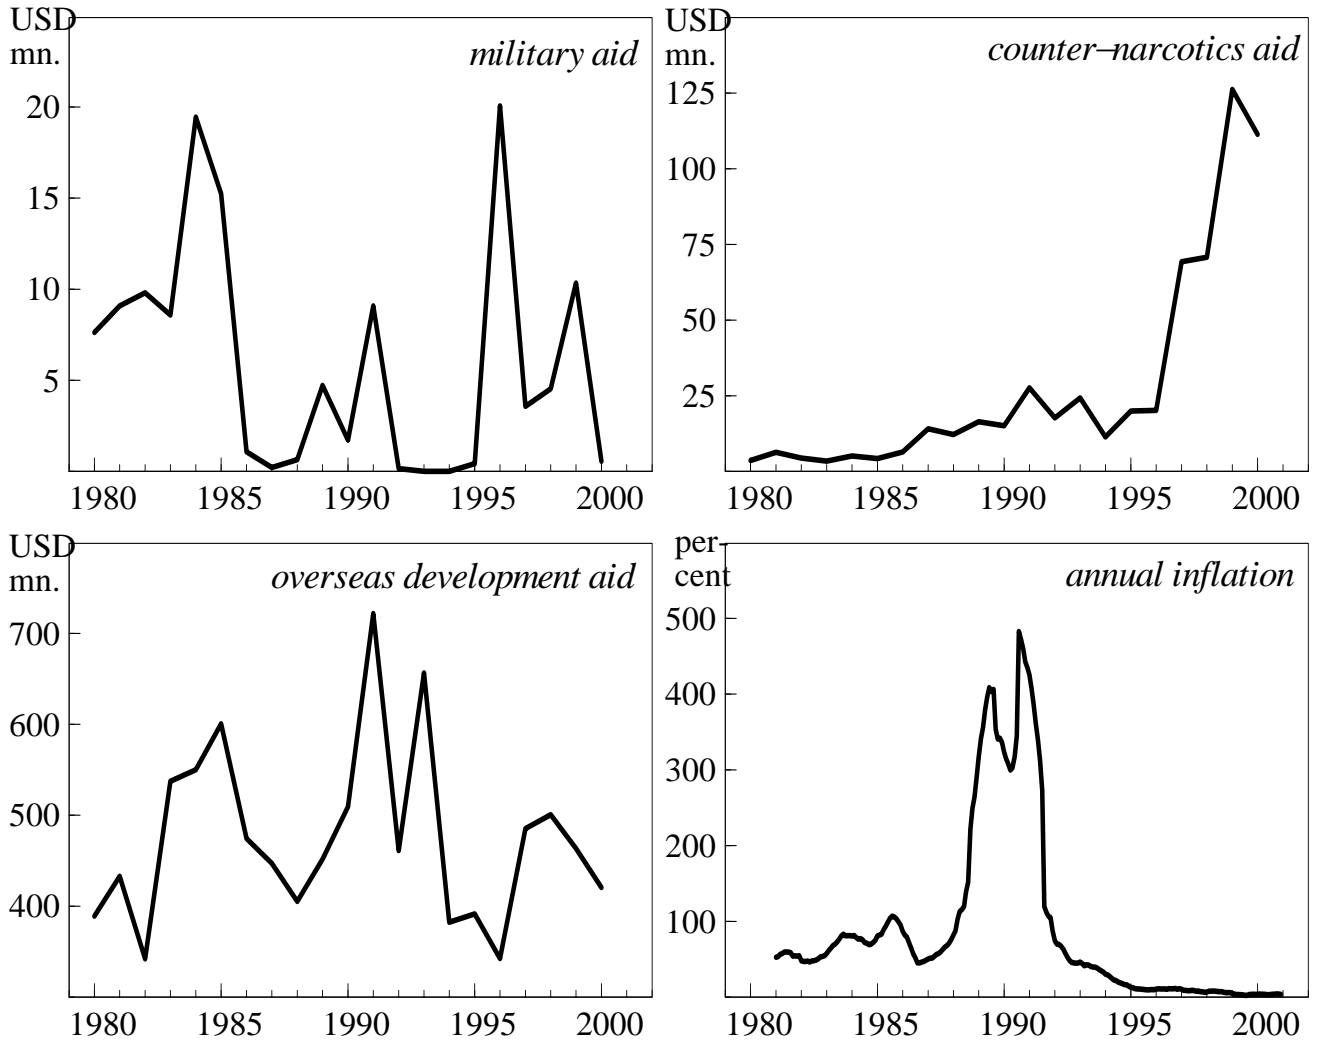 USD
mn.
military aid
20
15
10
5
1980 1985 1990 1995 2000
USD
mn.
counter–narcotics aid
125
100
75
50
25
1980 1985 1990 1995 2000
USD
mn.
overseas development aid
700
600
500
400
1980 1985 1990 1995 2000
per-
cent
annual inflation
500
400
300
200
100
1980 1985 1990 1995 2000